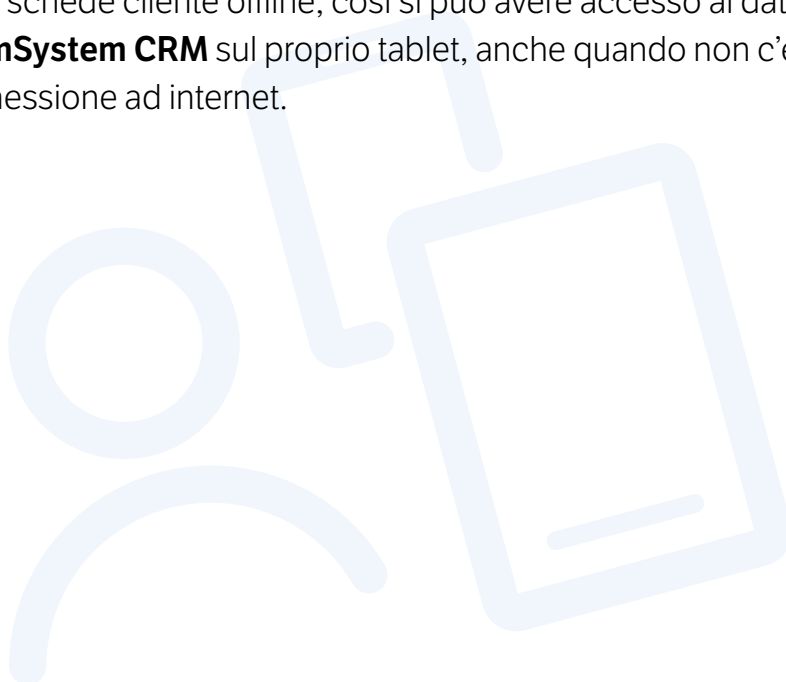 schede cliente offline, così si può avere accesso ai dat
mSystem CRM sul proprio tablet, anche quando non c'è
nessione ad internet.